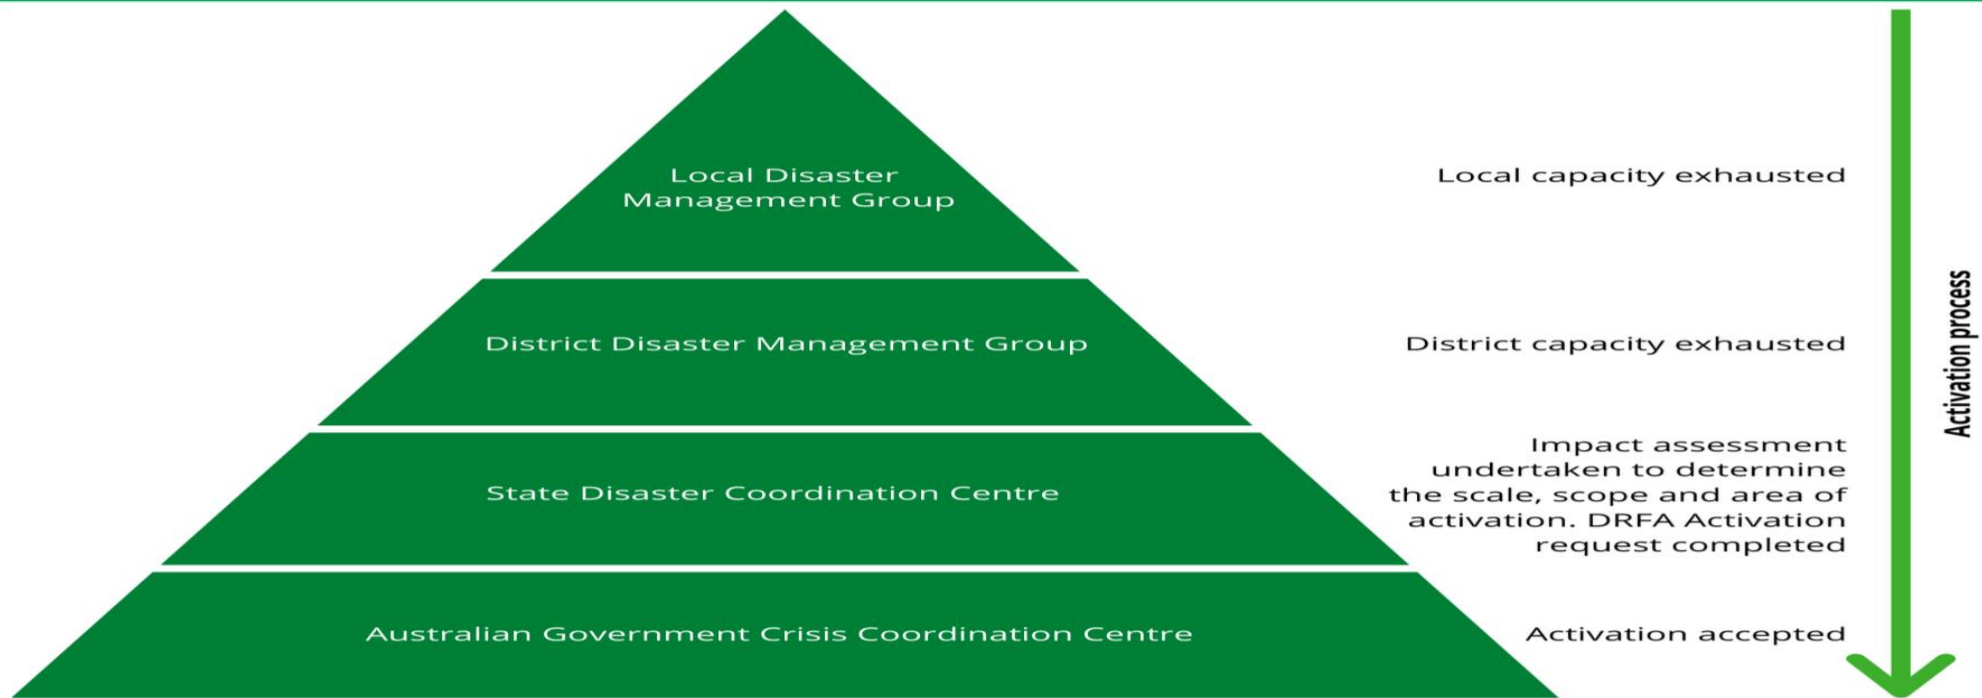 Local Disaster
Management Group
Local capacity exhausted
District Disaster Management Group
District capacity exhausted
State Disaster Coordination Centre
Impact assessment
undertaken to determine
the scale, scope and area of
activation. DRFA Activation
request completed
Australian Government Crisis Coordination Centre
Activation accepted
Activation process